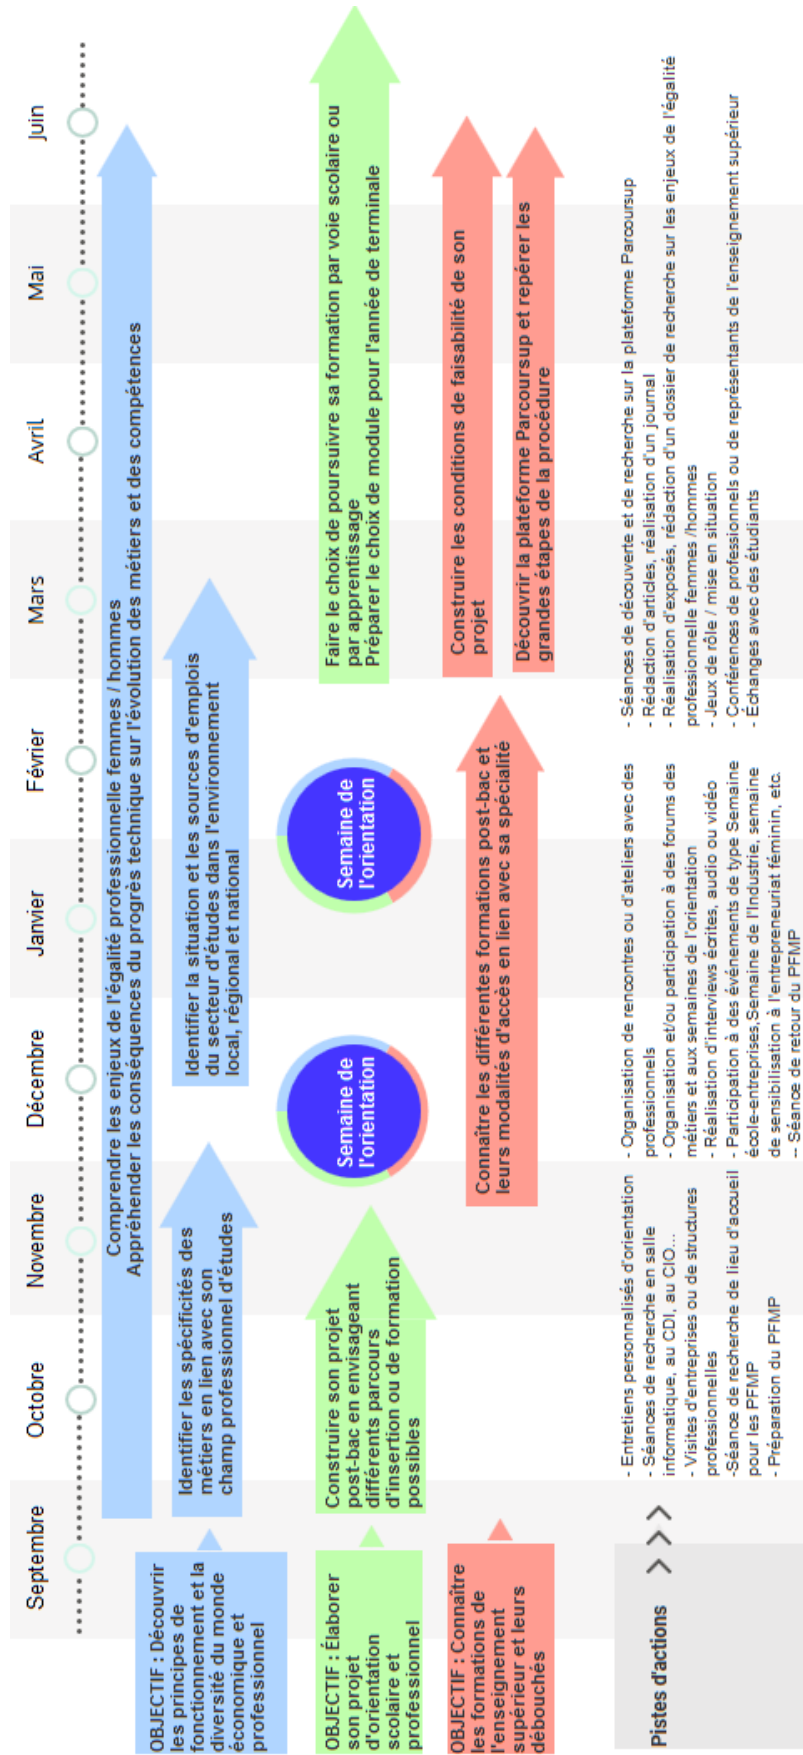 Septembre
Octobre
Novembre
Décembre
Janvier
Février
Mars
Avril
Mai
Juin
OBJECTIF : Découvrir
les principes de
fonctionnement et la
diversité du monde
économique et
professionnel
Comprendre les enjeux de l'égalité professionnelle femmes / hommes
Appréhender les conséquences du progrès technique sur l'évolution des métiers et des compétences
Identifier les spécificités des
métiers en lien avec son
champ professionnel d'études
Identifier la situation et les sources d'emplois
du secteur d'études dans l'environnement
local, régional et national
OBJECTIF : Élaborer
son projet
d'orientation
scolaire et
professionnel
Construire son projet
post-bac en envisageant
différents parcours
d'insertion ou de formation
possibles
Semaine de
l'orientation
Semaine de
l'orientation
Faire le choix de poursuivre sa formation par voie scolaire ou
par apprentissage
Préparer le choix de module pour l'année de terminale
OBJECTIF : Connaître
les formations de
l'enseignement
supérieur et leurs
débouchés
Connaître les différentes formations post-bac et
leurs modalités d'accès en lien avec sa spécialité
Construire les conditions de faisabilité de son
projet
Découvrir la plateforme Parcoursup et repérer les
grandes étapes de la procédure
Pistes d'actions
- Entretiens personnalisés d'orientation
- Séances de recherche en salle
informatique, au CDI, au CIO...
- Visites d'entreprises ou de structures
professionnelles
-Séance de recherche de lieu d'accueil
pour les PFMP
- Préparation du PFMP
- Organisation de rencontres ou d'ateliers avec des
professionnels
- Organisation et/ou participation à des forums des
métiers et aux semaines de l'orientation
- Réalisation d'interviews écrites, audio ou vidéo
- Participation à des événements de type Semaine
école-entreprises,Semaine de l'Industrie, semaine
de sensibilisation à l'entrepreneuriat féminin, etc.
-- Séance de retour du PFMP
- Séances de découverte et de recherche sur la plateforme Parcoursup
- Rédaction d'articles, réalisation d'un journal
- Réalisation d'exposés, rédaction d'un dossier de recherche sur les enjeux de l'égalité
professionnelle femmes /hommes
- Jeux de rôle / mise en situation
- Conférences de professionnels ou de représentants de l'enseignement supérieur
- Échanges avec des étudiants